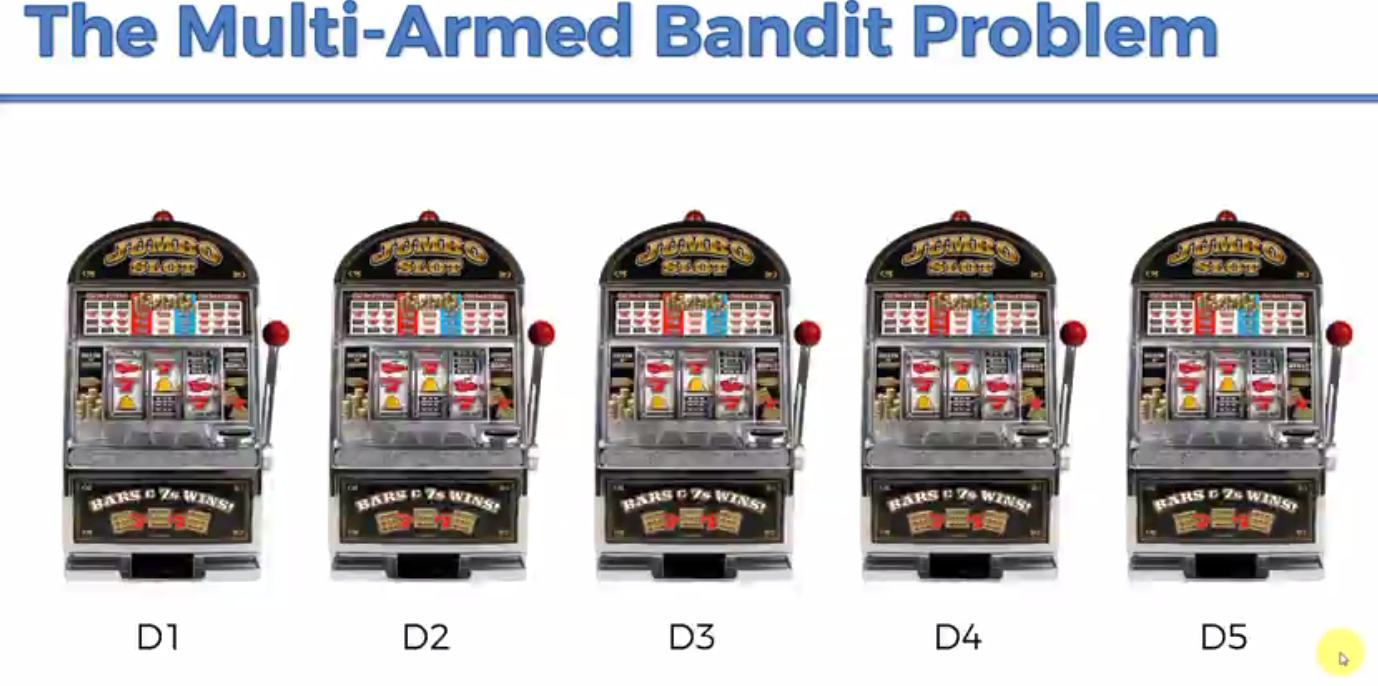 The Multi-Armed Bandit Problem
JUMBO JUMBO JUMBO JUMBO JUMBO
SLOT SLOT SLOT SLOT SLOT
BARS & 7s WINS! BARS & 7s WINS! BARS & 7s WINS! BARS & 7s WINS! BARS & 7s WINS!
D1 D2 D3 D4 D5